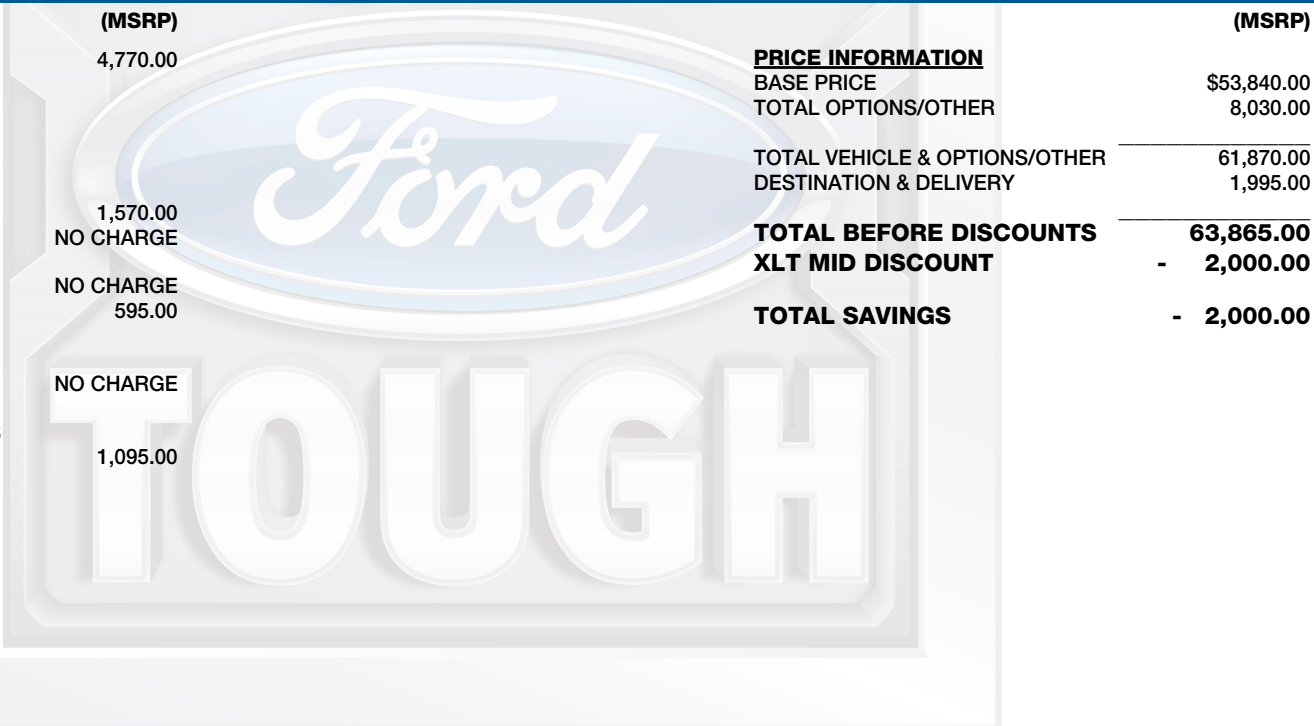 (MSRP)
4,770.00
1,570.00
NO CHARGE
NO CHARGE
595.00
NO CHARGE
1,095.00
(MSRP)
PRICE INFORMATION
BASE PRICE $53,840.00
TOTAL OPTIONS/OTHER 8,030.00
TOTAL VEHICLE & OPTIONS/OTHER 61,870.00
DESTINATION & DELIVERY 1,995.00
TOTAL BEFORE DISCOUNTS 63,865.00
XLT MID DISCOUNT - 2,000.00
TOTAL SAVINGS - 2,000.00
Ford
TOUGH